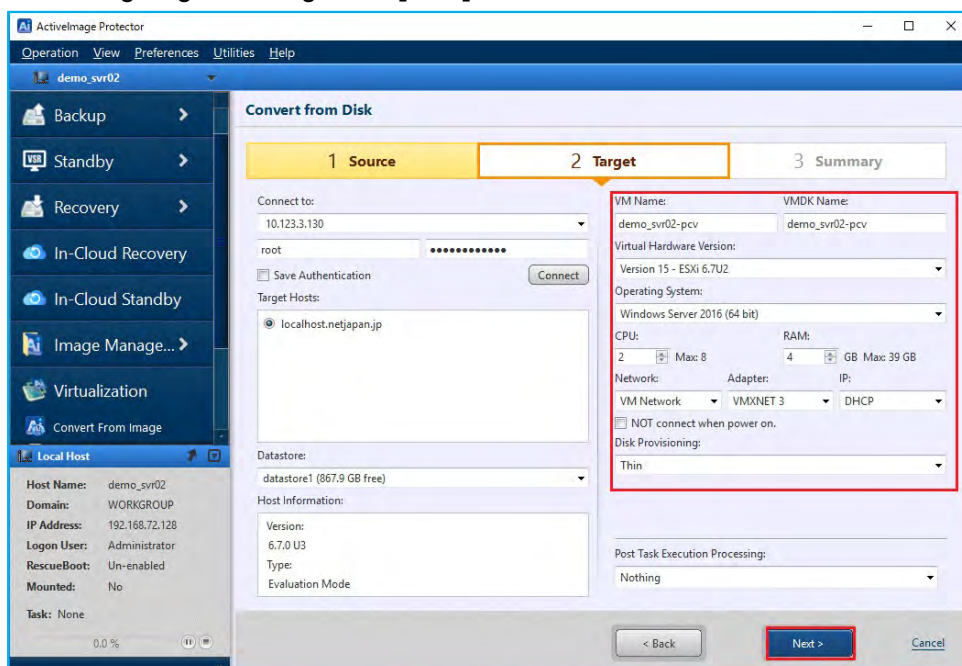 ActiveImage Protector
Operation View Preferences Utilities Help
demo_svr02
Backup
Standby
Recovery
In-Cloud Recovery
In-Cloud Standby
Image Manage...
Virtualization
Convert From Image
Local Host
Host Name: demo_svr02
Domain: WORKGROUP
IP Address: 192.168.72.128
Logon User: Administrator
RescueBoot: Un-enabled
Mounted: No
Task: None
0.0 %
Convert from Disk
1 Source
2 Target
3 Summary
Connect to:
10.123.3.130
root ••••••••••••
Save Authentication Connect
Target Hosts:
localhost.netjapan.jp
Datastore:
datastore1 (867.9 GB free)
Host Information:
Version:
6.7.0 U3
Type:
Evaluation Mode
VM Name: VMDK Name:
demo_svr02-pcv demo_svr02-pcv
Virtual Hardware Version:
Version 15 - ESXi 6.7U2
Operating System:
Windows Server 2016 (64 bit)
CPU: RAM:
2 Max: 8 4 GB Max: 39 GB
Network: Adapter: IP:
VM Network VMXNET 3 DHCP
NOT connect when power on.
Disk Provisioning:
Thin
Post Task Execution Processing:
Nothing
< Back Next > Cancel